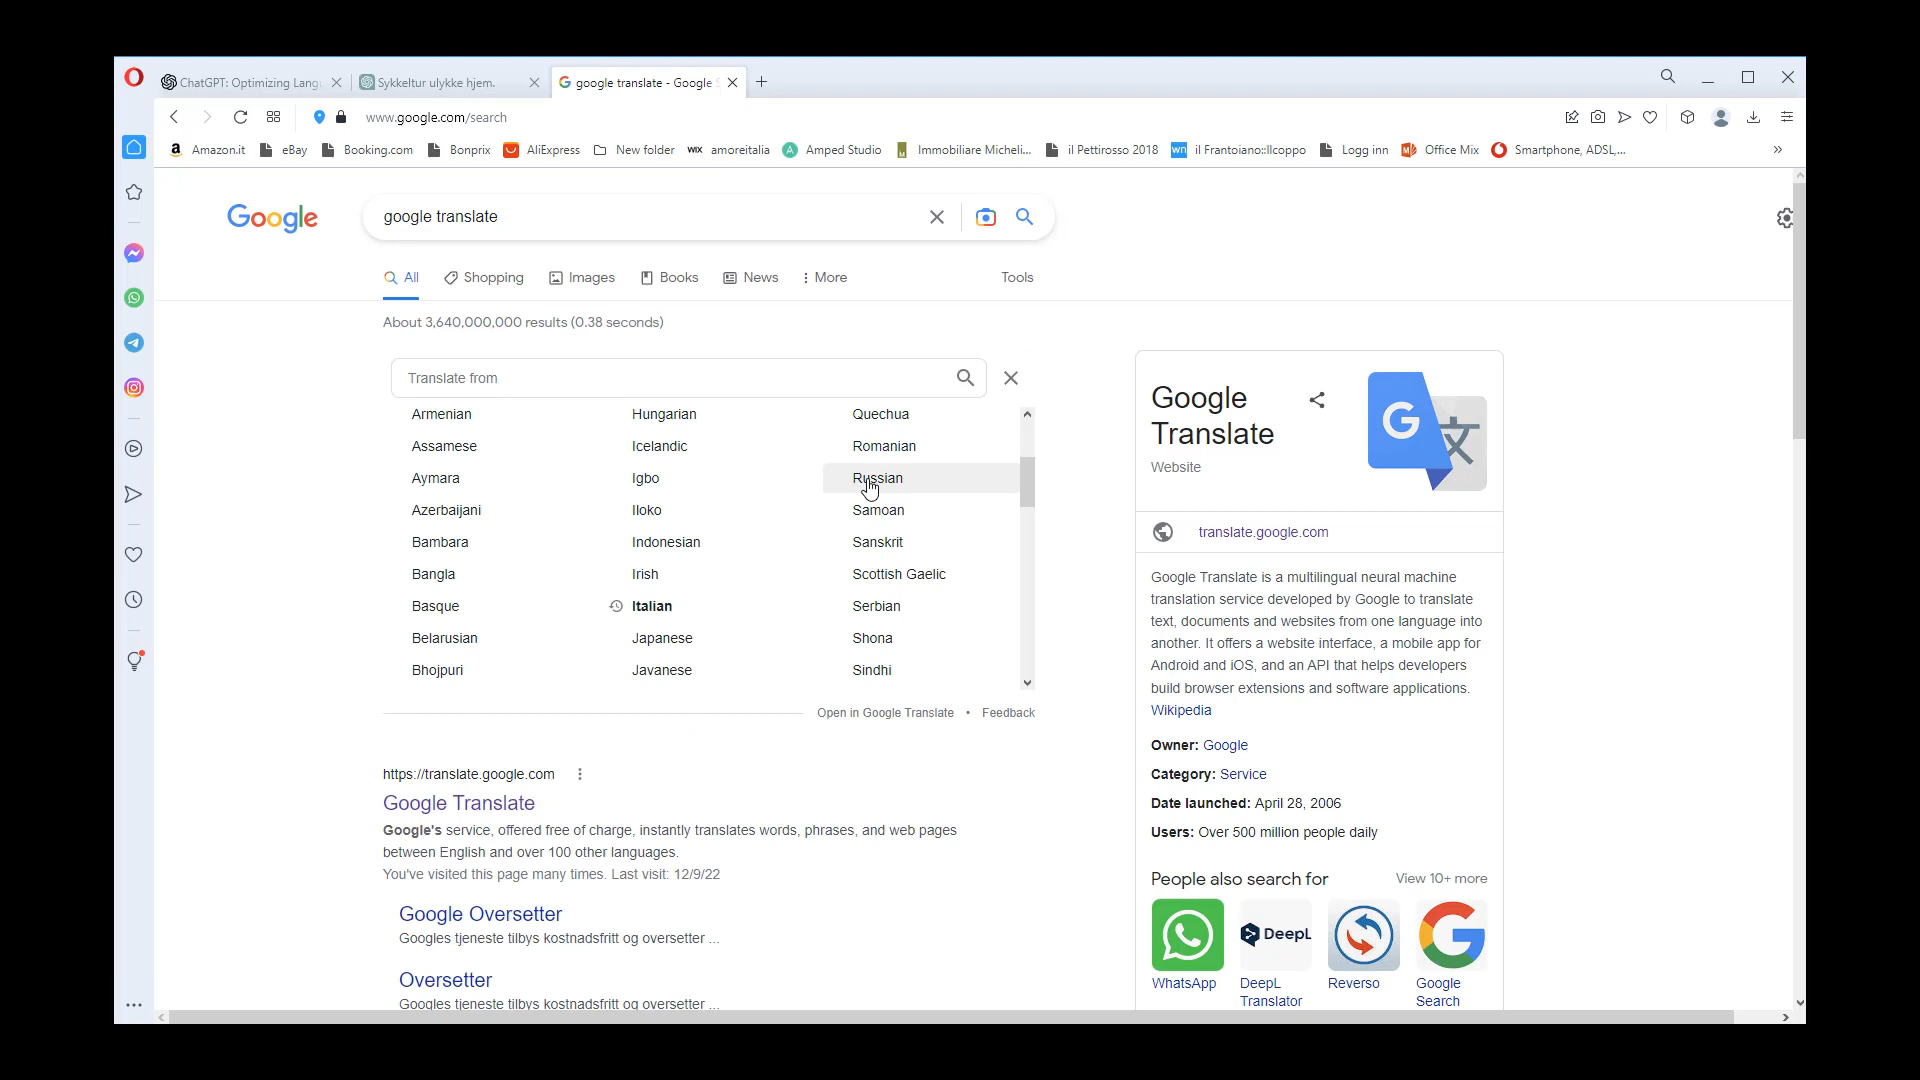 ChatGPT: Optimizing Lang
Sykkeltur ulykke hjem.
google translate - Google S
www.google.com/search
Amazon.it
eBay
Booking.com
Bonprix
AliExpress
New folder
WIX amoreitalia
A Amped Studio
Immobiliare Micheli...
il Pettirosso 2018
wn il Frantoiano::Ilcoppo
Logg inn
Office Mix
Smartphone, ADSL,...
»
Google
google translate
All
Shopping
Images
Books
News
More
Tools
About 3,640,000,000 results (0.38 seconds)
Translate from
Armenian Hungarian Quechua
Assamese Icelandic Romanian
Aymara Igbo Russian
Azerbaijani Iloko Samoan
Bambara Indonesian Sanskrit
Bangla Irish Scottish Gaelic
Basque Italian Serbian
Belarusian Japanese Shona
Bhojpuri Javanese Sindhi
Open in Google Translate • Feedback
https://translate.google.com
Google Translate
Google's service, offered free of charge, instantly translates words, phrases, and web pages
between English and over 100 other languages.
You've visited this page many times. Last visit: 12/9/22
Google Oversetter
Googles tjeneste tilbys kostnadsfritt og oversetter ...
Oversetter
Googles tjeneste tilbys kostnadsfritt og oversetter ...
Google
Translate
Website
G 文
translate.google.com
Google Translate is a multilingual neural machine
translation service developed by Google to translate
text, documents and websites from one language into
another. It offers a website interface, a mobile app for
Android and iOS, and an API that helps developers
build browser extensions and software applications.
Wikipedia
Owner: Google
Category: Service
Date launched: April 28, 2006
Users: Over 500 million people daily
People also search for
View 10+ more
DeepL
WhatsApp
DeepL
Translator
Reverso
Google
Search